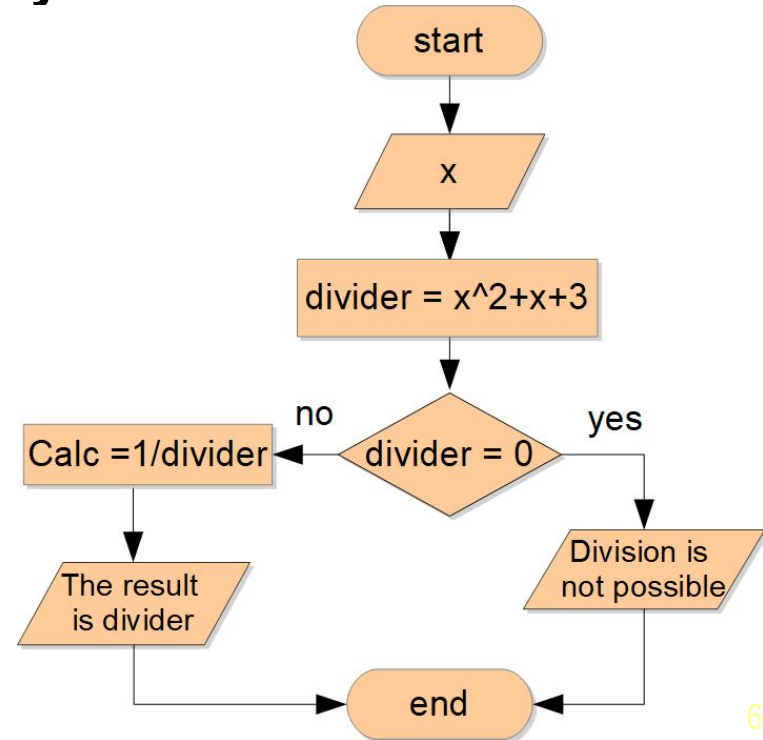 start
x
divider = x^2+x+3
no
yes
Calc =1/divider
divider = 0
Division is
not possible
The result
is divider
end
6